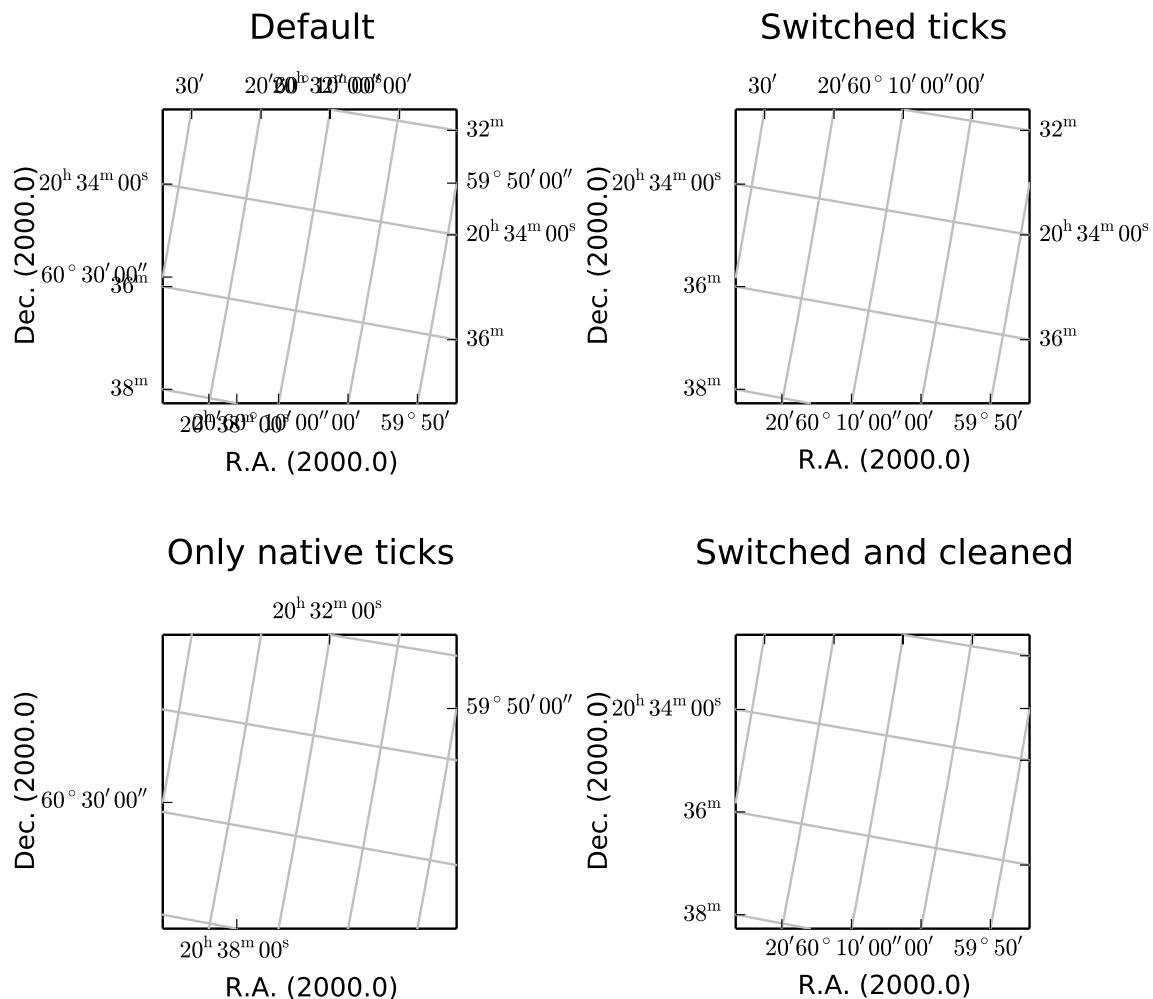 Default
Switched ticks
30′
30′
20′60° 10′ 00″00′
32ᵐ
32ᵐ
20ʰ 34ᵐ 00ˢ
59° 50′ 00″
20ʰ 34ᵐ 00ˢ
20ʰ 34ᵐ 00ˢ
20ʰ 34ᵐ 00ˢ
60° 30′ 00″
36ᵐ
36ᵐ
36ᵐ
36ᵐ
38ᵐ
38ᵐ
59° 50′
20′60° 10′ 00″00′
59° 50′
Dec. (2000.0)
Dec. (2000.0)
R.A. (2000.0)
R.A. (2000.0)
Only native ticks
Switched and cleaned
20ʰ 32ᵐ 00ˢ
59° 50′ 00″
20ʰ 34ᵐ 00ˢ
60° 30′ 00″
36ᵐ
38ᵐ
20ʰ 38ᵐ 00ˢ
20′60° 10′ 00″00′
59° 50′
Dec. (2000.0)
Dec. (2000.0)
R.A. (2000.0)
R.A. (2000.0)